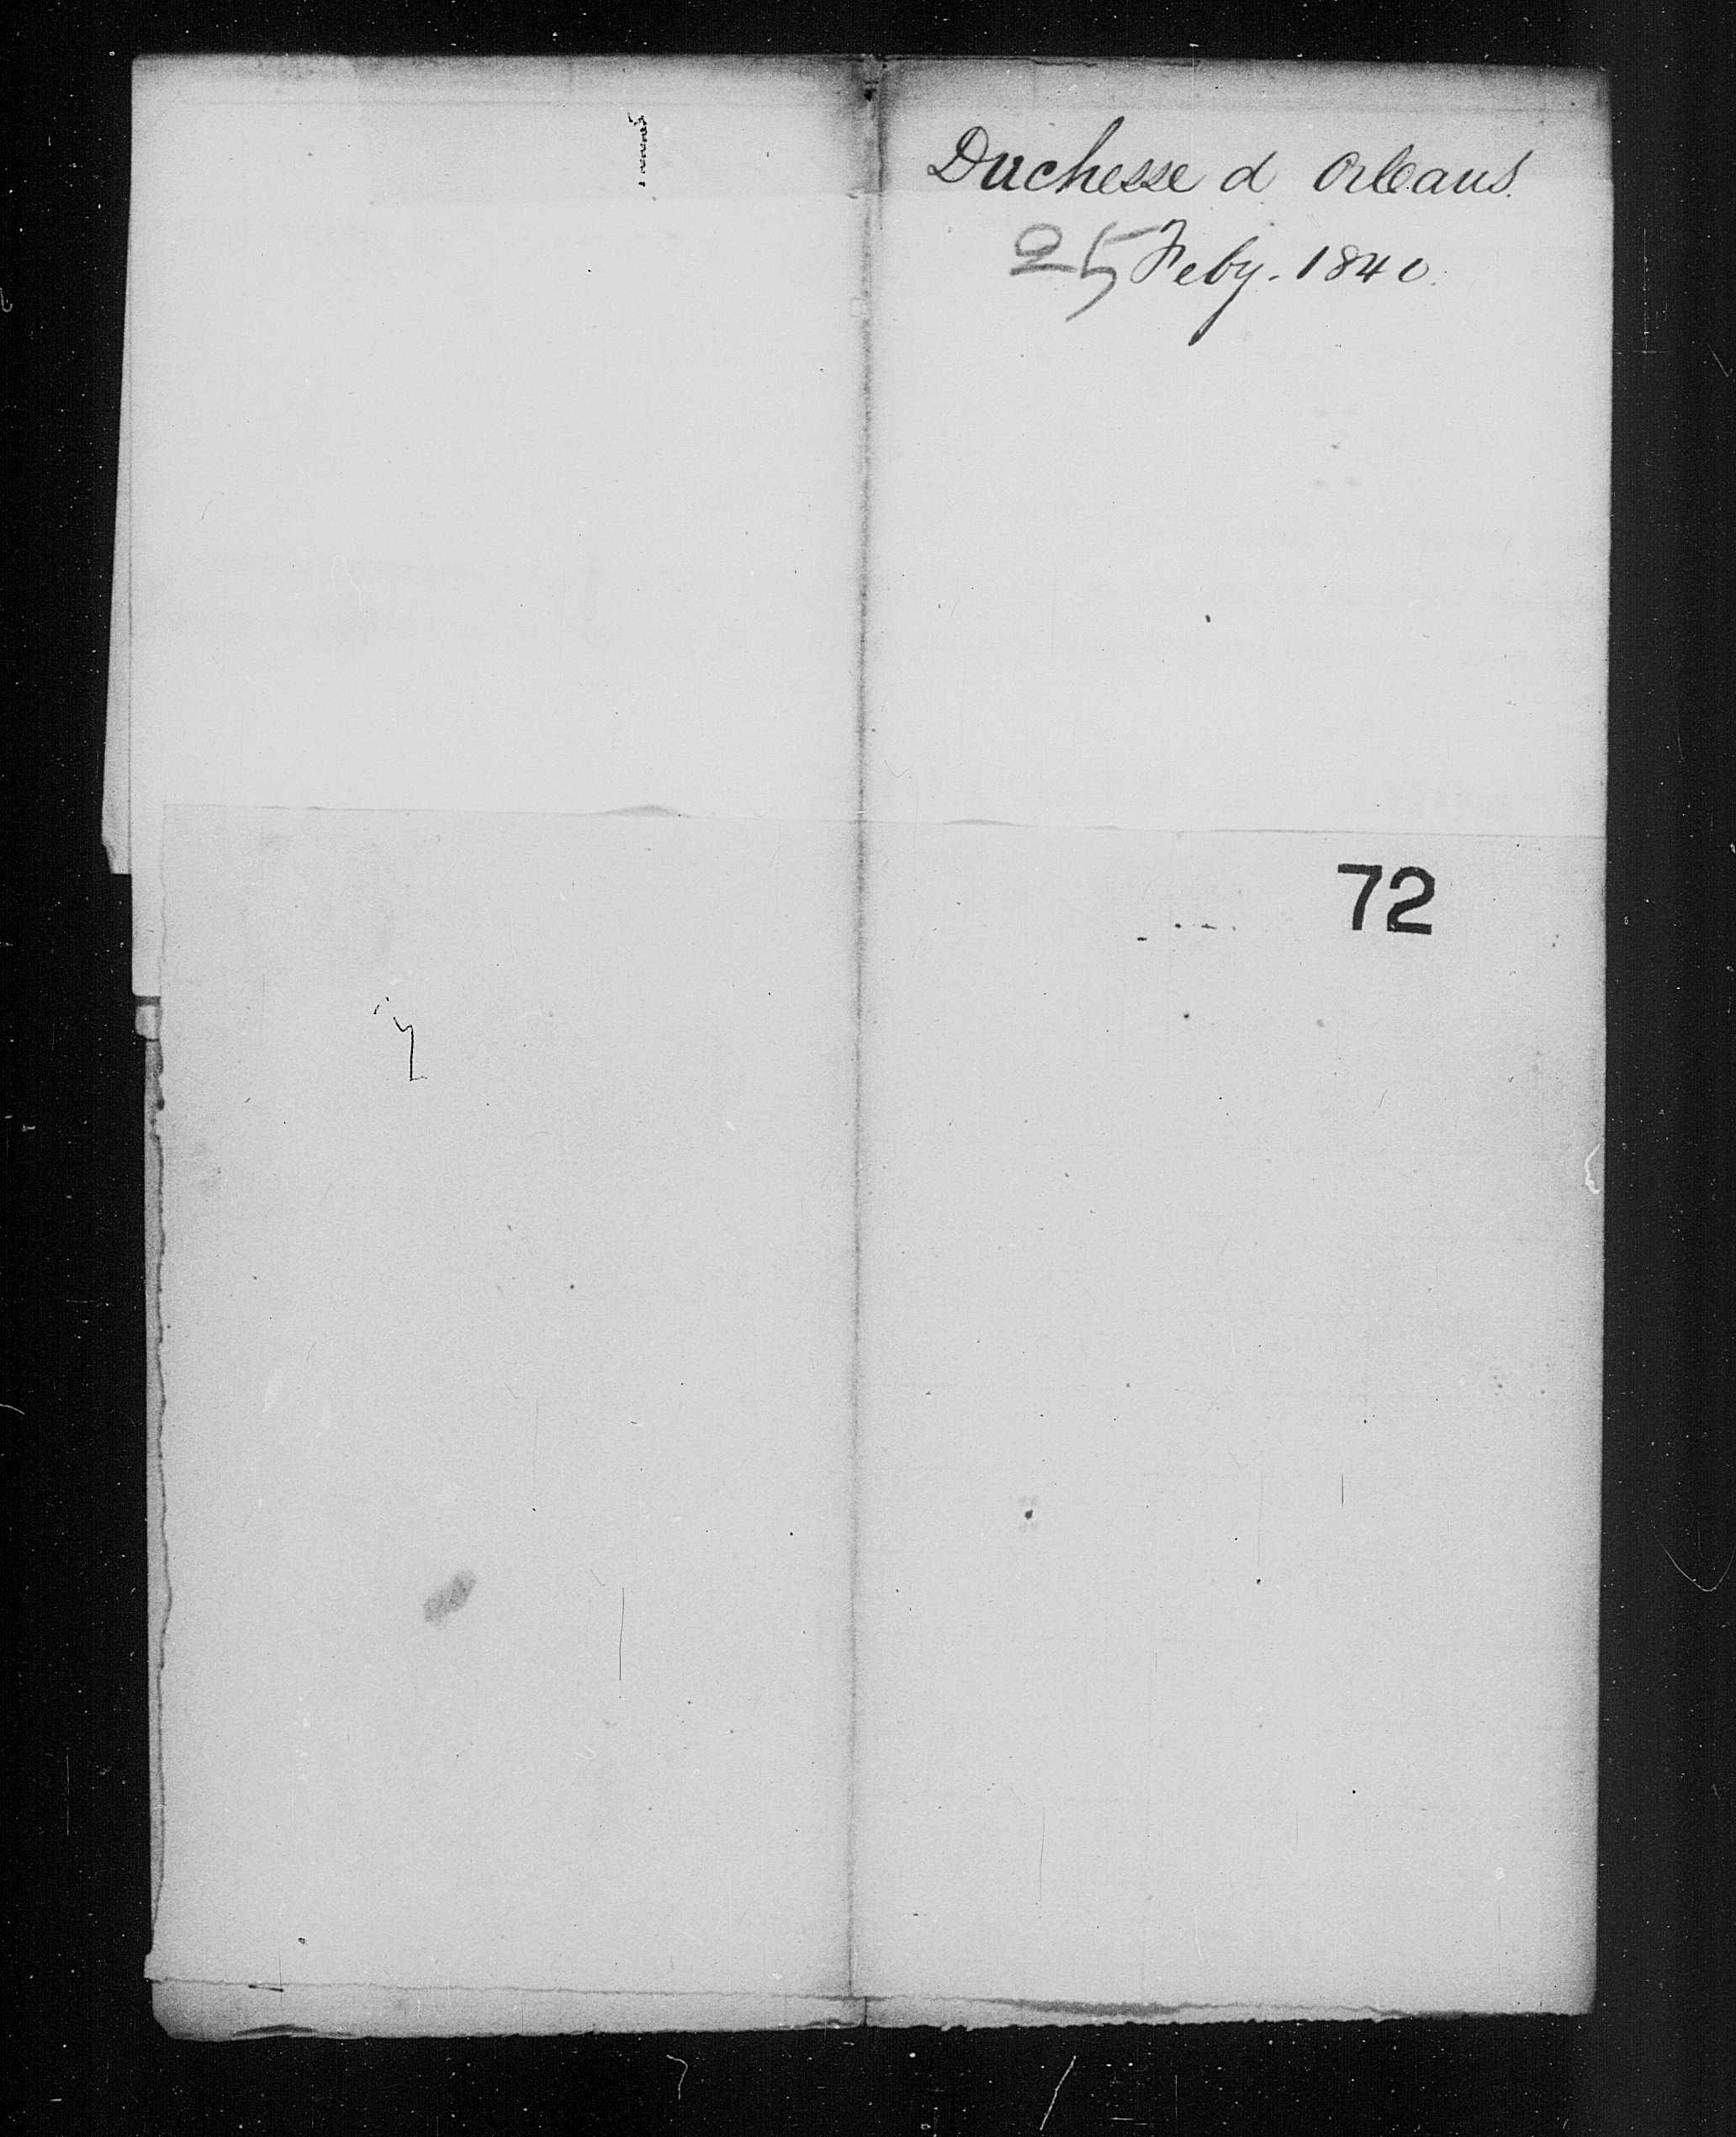 Duchesse d Orleans.
25 Feby. 1840.
72